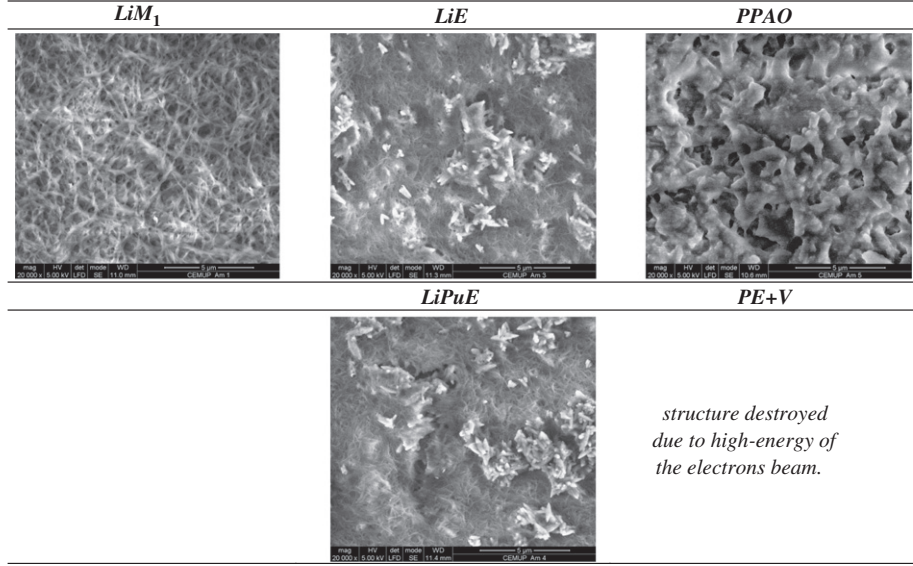 LiM1 LiE PPAO
mag HV det mode WD 5 µm
20 000 x 5.00 kV LFD SE 11.0 mm CEMUP Am 1
mag HV det mode WD 5 µm
20 000 x 5.00 kV LFD SE 11.3 mm CEMUP Am 3
mag HV det mode WD 5 µm
20 000 x 5.00 kV LFD SE 10.6 mm CEMUP Am 5
LiPuE PE+V
mag HV det mode WD 5 µm
20 000 x 5.00 kV LFD SE 11.4 mm CEMUP Am 4
structure destroyed
due to high-energy of
the electrons beam.